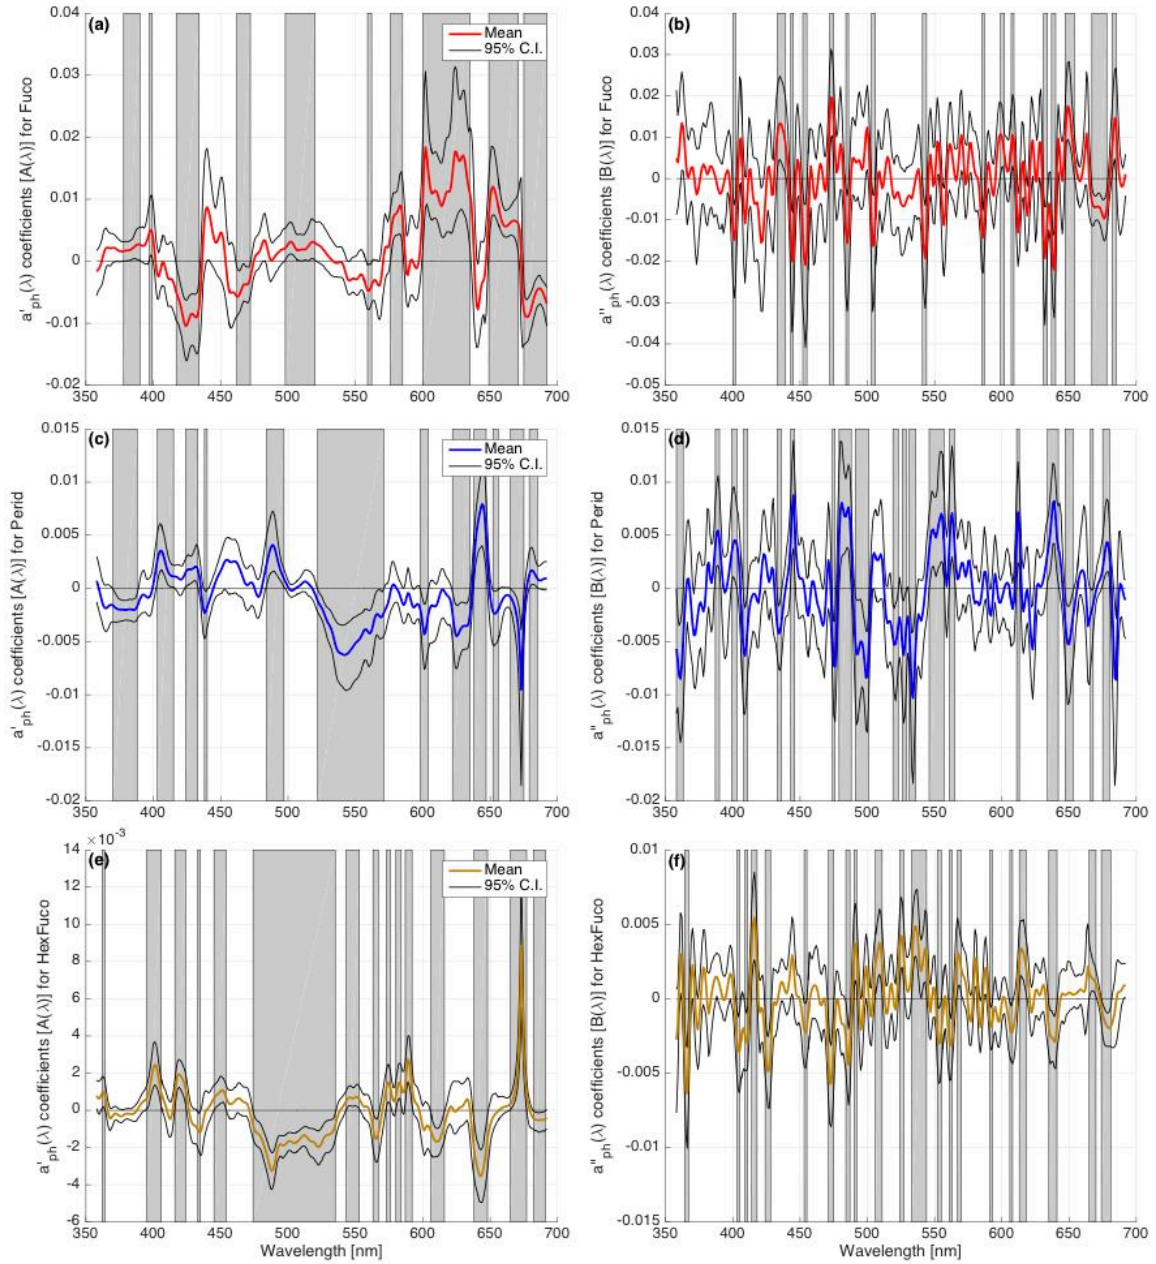 (a)
Mean
95% C.I.
0.04
0.03
0.02
0.01
0
-0.01
-0.02
a'ph(λ) coefficients [A(λ)] for Fuco
350 400 450 500 550 600 650 700
(b)
0.04
0.03
0.02
0.01
0
-0.01
-0.02
-0.03
-0.04
-0.05
a''ph(λ) coefficients [B(λ)] for Fuco
350 400 450 500 550 600 650 700
(c)
Mean
95% C.I.
0.015
0.01
0.005
0
-0.005
-0.01
-0.015
-0.02
a'ph(λ) coefficients [A(λ)] for Perid
350 400 450 500 550 600 650 700
(d)
0.015
0.01
0.005
0
-0.005
-0.01
-0.015
-0.02
a''ph(λ) coefficients [B(λ)] for Perid
350 400 450 500 550 600 650 700
×10-3
(e)
Mean
95% C.I.
14
12
10
8
6
4
2
0
-2
-4
-6
a'ph(λ) coefficients [A(λ)] for HexFuco
350 400 450 500 550 600 650 700
Wavelength [nm]
(f)
0.01
0.005
0
-0.005
-0.01
-0.015
a''ph(λ) coefficients [B(λ)] for HexFuco
350 400 450 500 550 600 650 700
Wavelength [nm]